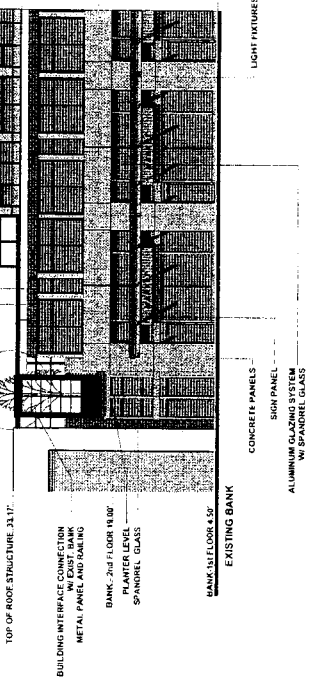 TOP OF ROOF STRUCTURE 33.17'
BUILDING INTERFACE CONNECTION
W/ EXIST. BANK
METAL PANEL AND RAILING
BANK - 2nd FLOOR 19.00'
PLANTER LEVEL
SPANDREL GLASS
BANK-1st FLOOR 4.50'
EXISTING BANK
CONCRETE PANELS
SIGN PANEL
ALUMINUM GLAZING SYSTEM
W/ SPANDREL GLASS
LIGHT FIXTURES